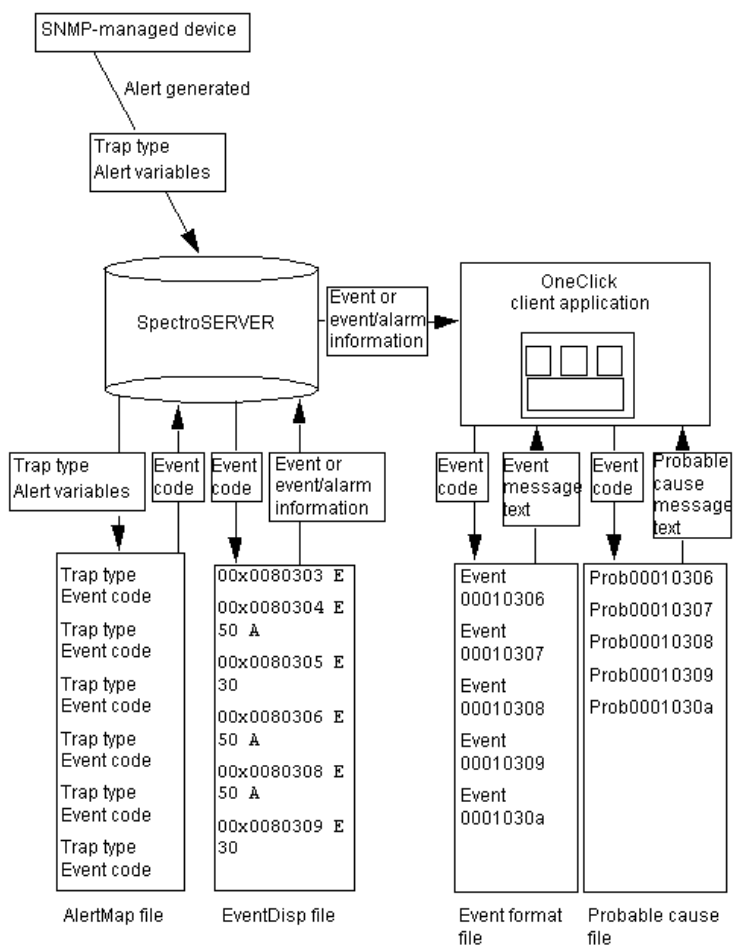 SNMP-managed device
Alert generated
Trap type
Alert variables
SpectroSERVER
Event or
event/alarm
information
OneClick
client application
Trap type
Alert variables
Event
code
Event
code
Event or
event/alarm
information
Event
code
Event
message
text
Event
code
Probable
cause
message
text
Trap type
Event code
Trap type
Event code
Trap type
Event code
Trap type
Event code
Trap type
Event code
Trap type
Event code
00x0080303 E
00x0080304 E
50 A
00x0080305 E
30
00x0080306 E
50 A
00x0080308 E
50 A
00x0080309 E
30
Event
00010306
Event
00010307
Event
00010308
Event
00010309
Event
0001030a
Prob00010306
Prob00010307
Prob00010308
Prob00010309
Prob0001030a
AlertMap file
EventDisp file
Event format
file
Probable cause
file